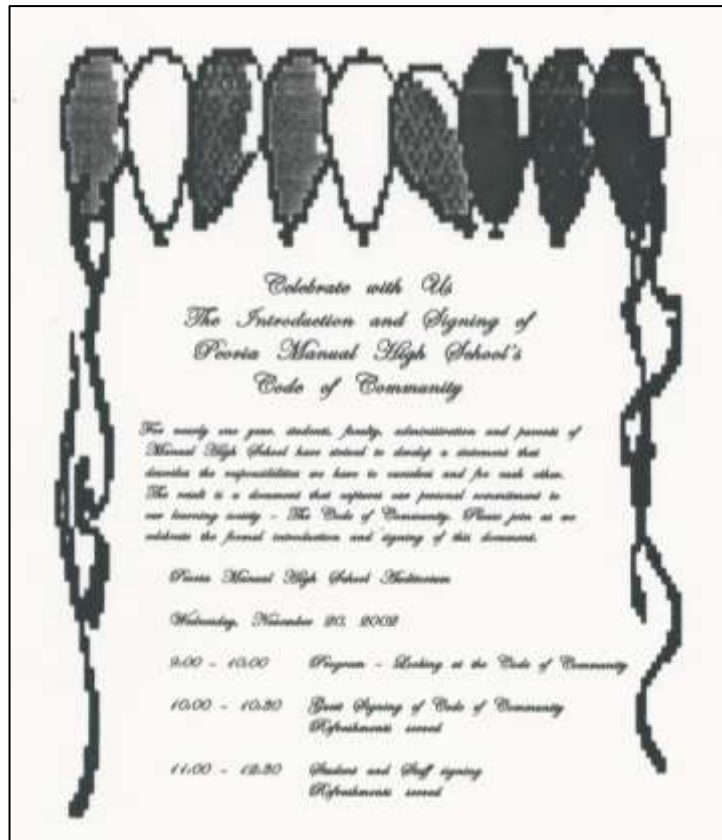 Celebrate with Us
The Introduction and Signing of
Peoria Manual High School's
Code of Community
For nearly one year, students, faculty, administration and parents of
Manual High School have strived to develop a statement that
describes the responsibilities we have to ourselves and for each other.
The result is a document that captures our personal commitment to
our learning society - The Code of Community. Please join us as we
celebrate the formal introduction and signing of this document.
Peoria Manual High School Auditorium
Wednesday, November 20, 2002
9:00 - 10:00 Program - Looking at the Code of Community
10:00 - 10:30 Guest Signing of Code of Community
Refreshments served
11:00 - 12:30 Student and Staff signing
Refreshments served